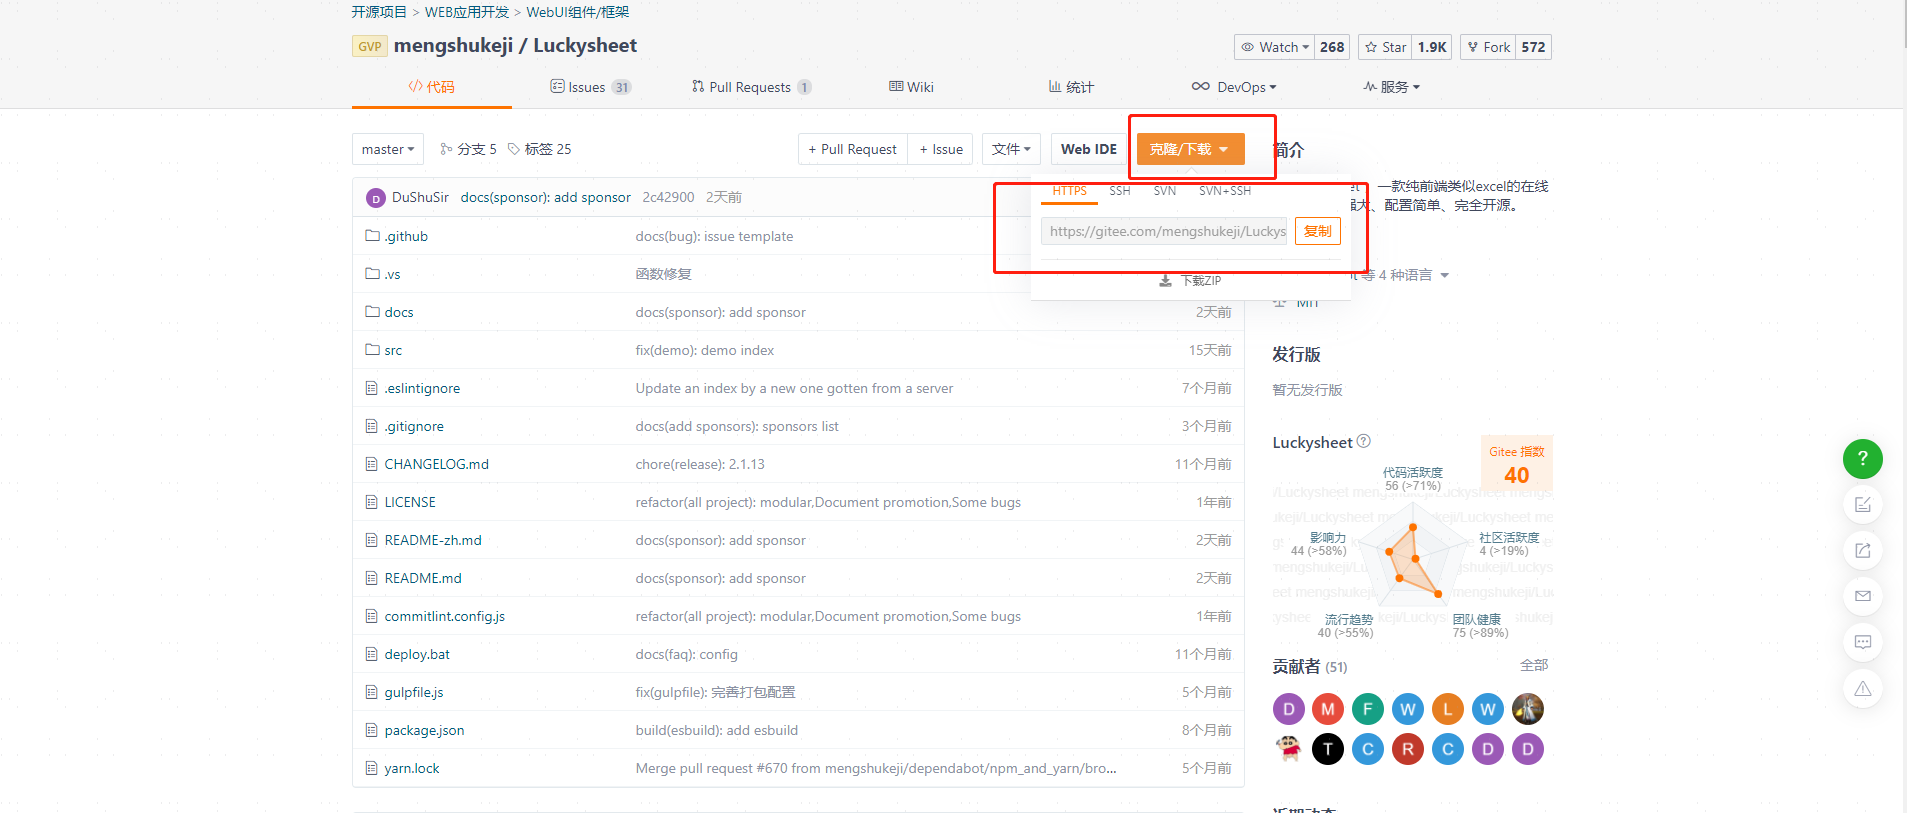 开源项目 > WEB应用开发 > WebUI组件/框架
GVP mengshukeji / Luckysheet
Watch 268 Star 1.9K Fork 572
代码 Issues 31 Pull Requests 1 Wiki 统计 DevOps 服务
master 分支 5 标签 25 + Pull Request + Issue 文件 Web IDE 克隆/下载
HTTPS SSH SVN SVN+SSH
https://gitee.com/mengshukeji/Luckys 复制
下载ZIP
DuShuSir docs(sponsor): add sponsor 2c42900 2天前
.github docs(bug): issue template
.vs 函数修复
docs docs(sponsor): add sponsor 2天前
src fix(demo): demo index 15天前
.eslintignore Update an index by a new one gotten from a server 7个月前
.gitignore docs(add sponsors): sponsors list 3个月前
CHANGELOG.md chore(release): 2.1.13 11个月前
LICENSE refactor(all project): modular,Document promotion,Some bugs 1年前
README-zh.md docs(sponsor): add sponsor 2天前
README.md docs(sponsor): add sponsor 2天前
commitlint.config.js refactor(all project): modular,Document promotion,Some bugs 1年前
deploy.bat docs(faq): config 11个月前
gulpfile.js fix(gulpfile): 完善打包配置 5个月前
package.json build(esbuild): add esbuild 8个月前
yarn.lock Merge pull request #670 from mengshukeji/dependabot/npm_and_yarn/bro... 5个月前
简介
一款纯前端类似excel的在线
大、配置简单、完全开源。
等 4 种语言
MIT
发行版
暂无发行版
Luckysheet
Gitee 指数
40
代码活跃度
56 (>71%)
影响力
44 (>58%)
社区活跃度
4 (>19%)
流行趋势
40 (>55%)
团队健康
75 (>89%)
贡献者 (51) 全部
D M F W L W
T C R C D D
近期动态